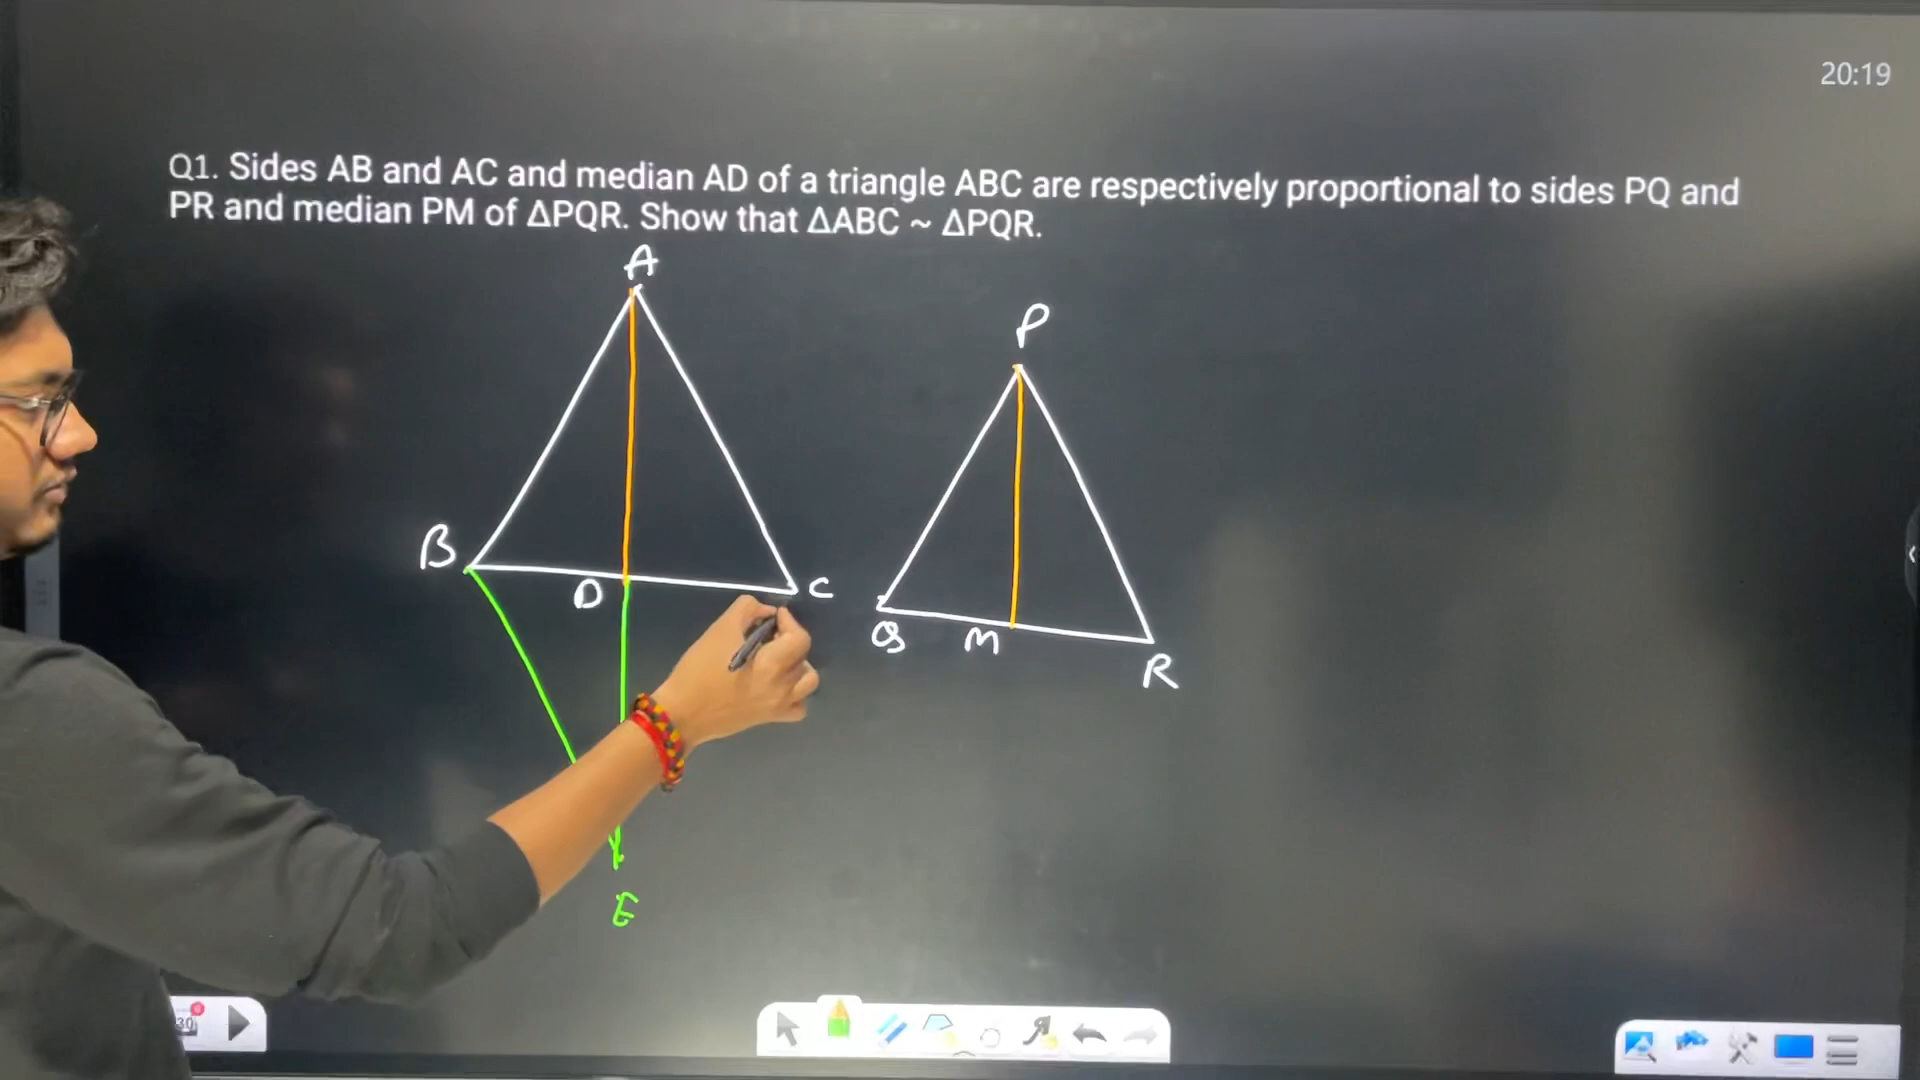 20:19
Q1. Sides AB and AC and median AD of a triangle ABC are respectively proportional to sides PQ and
PR and median PM of ΔPQR. Show that ΔABC ~ ΔPQR.
A
P
B
D
C
Q
M
R
E
30